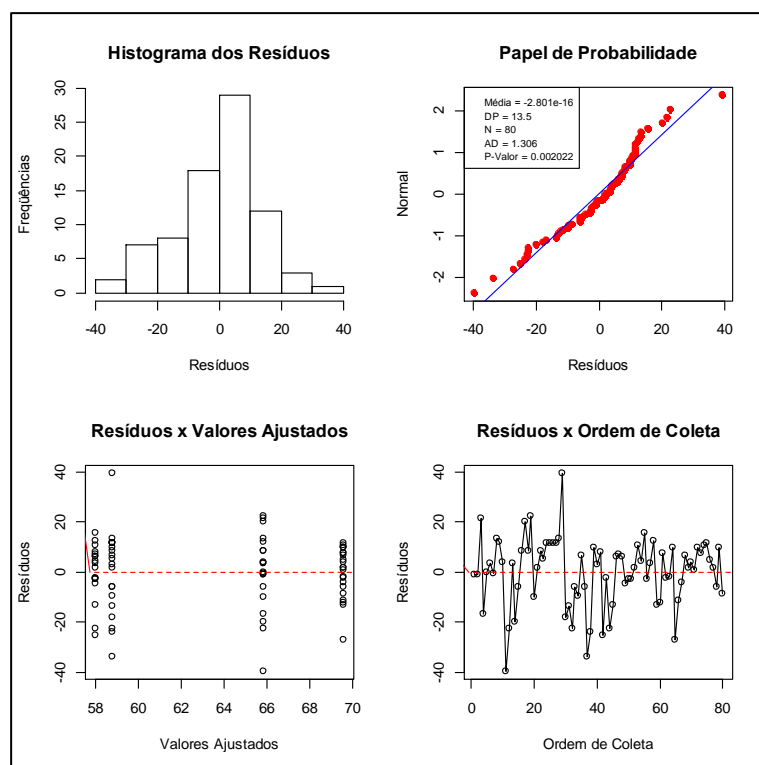 Histograma dos Resíduos
Freqüências
0 5 10 15 20 25 30
-40 -20 0 20 40
Resíduos
Papel de Probabilidade
Média = -2.801e-16
DP = 13.5
N = 80
AD = 1.306
P-Valor = 0.002022
Normal
-2 -1 0 1 2
-40 -20 0 20 40
Resíduos
Resíduos x Valores Ajustados
Resíduos
-40 -20 0 20 40
58 60 62 64 66 68 70
Valores Ajustados
Resíduos x Ordem de Coleta
Resíduos
-40 -20 0 20 40
0 20 40 60 80
Ordem de Coleta